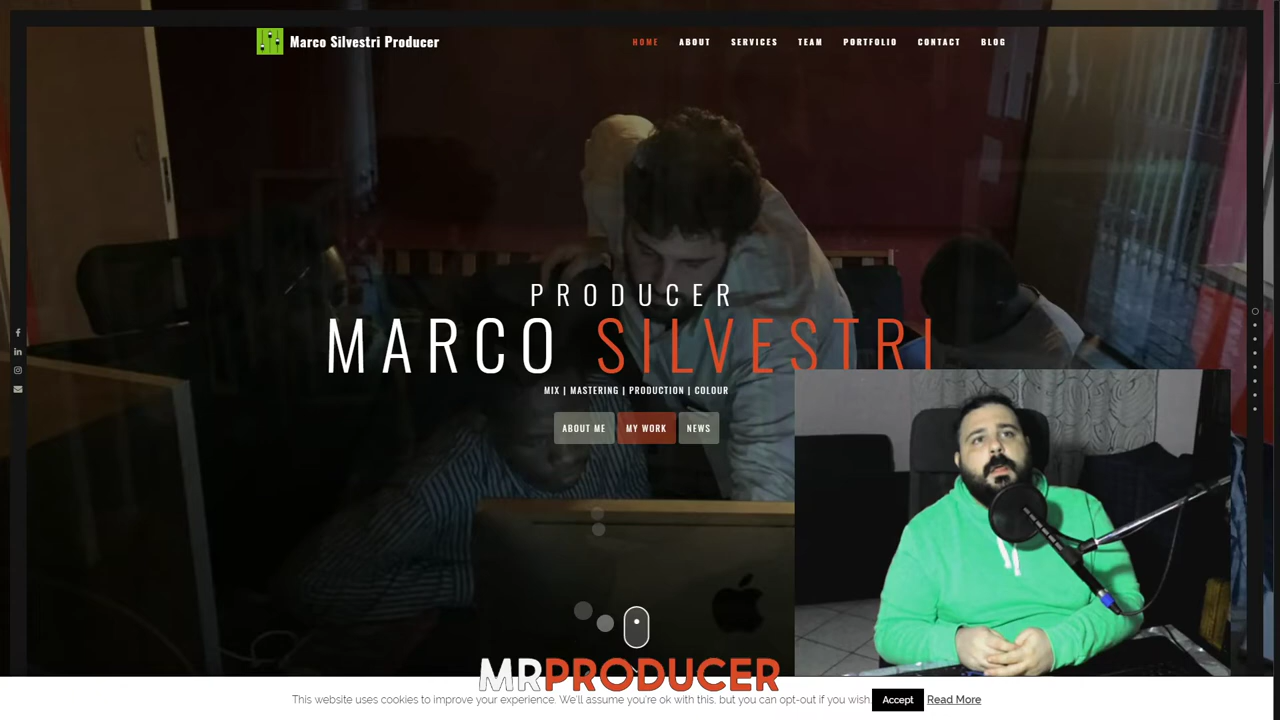 Marco Silvestri Producer
HOME ABOUT SERVICES TEAM PORTFOLIO CONTACT BLOG
PRODUCER
MARCO SILVESTRI
MIX | MASTERING | PRODUCTION | COLOUR
ABOUT ME MY WORK NEWS
MRPRODUCER
This website uses cookies to improve your experience. We'll assume you're ok with this, but you can opt-out if you wish. Accept Read More